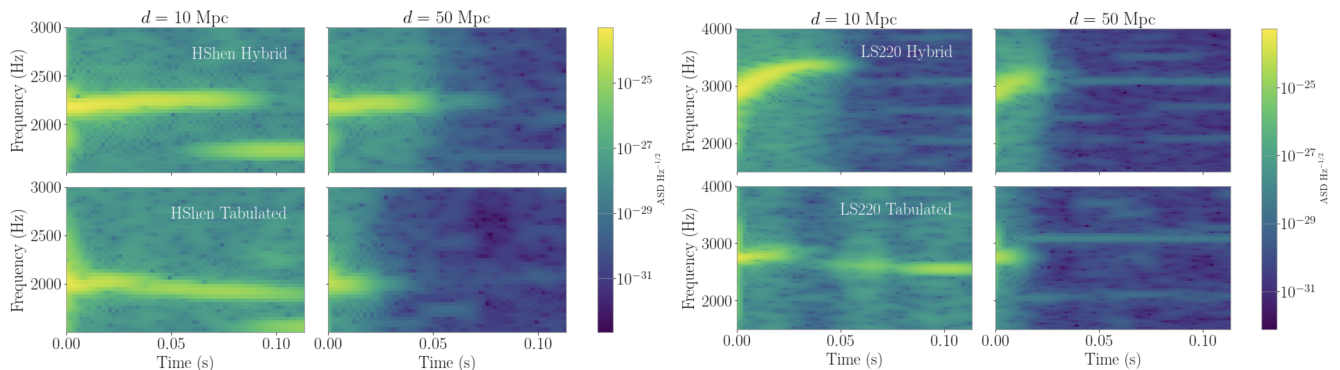 d = 10 Mpc
d = 50 Mpc
Frequency (Hz)
3000
2500
2000
HShen Hybrid
Frequency (Hz)
3000
2500
2000
HShen Tabulated
0.00
0.05
0.10
0.00
0.05
0.10
Time (s)
Time (s)
10⁻²⁵
10⁻²⁷
10⁻²⁹
10⁻³¹
ASD Hz⁻¹/²
d = 10 Mpc
d = 50 Mpc
Frequency (Hz)
4000
3000
2000
LS220 Hybrid
Frequency (Hz)
4000
3000
2000
LS220 Tabulated
0.00
0.05
0.10
0.00
0.05
0.10
Time (s)
Time (s)
10⁻²⁵
10⁻²⁷
10⁻²⁹
10⁻³¹
ASD Hz⁻¹/²